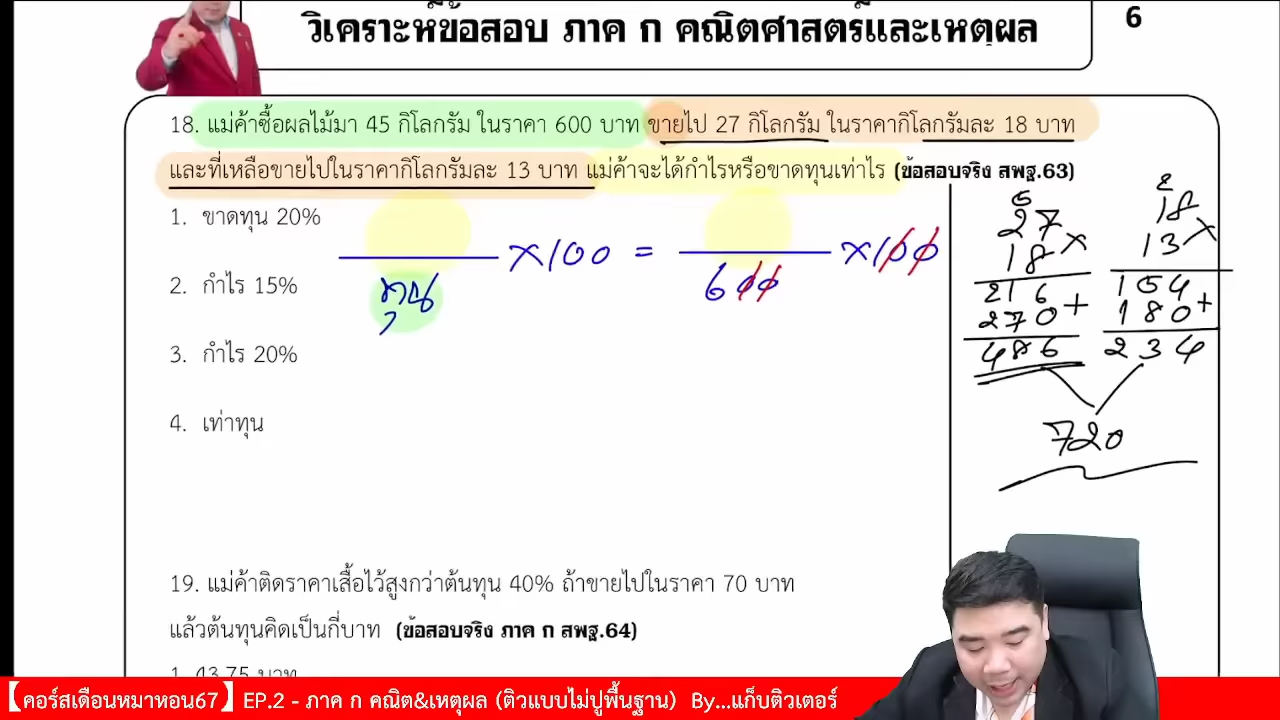 วิเคราะห์ข้อสอบ ภาค ก คณิตศาสตร์และเหตุผล
6
18. แม่ค้าซื้อผลไม้มา 45 กิโลกรัม ในราคา 600 บาท ขายไป 27 กิโลกรัม ในราคากิโลกรัมละ 18 บาท
และที่เหลือขายไปในราคากิโลกรัมละ 13 บาท แม่ค้าจะได้กำไรหรือขาดทุนเท่าไร (ข้อสอบจริง สพฐ.63)
1. ขาดทุน 20%
2. กำไร 15%
3. กำไร 20%
4. เท่าทุน
×100 = ×100
ทุน 600
5
27
18 ×
216
270 +
486
2
18
13 ×
154
180 +
234
720
19. แม่ค้าติดราคาเสื้อไว้สูงกว่าต้นทุน 40% ถ้าขายไปในราคา 70 บาท
แล้วต้นทุนคิดเป็นกี่บาท (ข้อสอบจริง ภาค ก สพฐ.64)
1. 43.75 บาท
【คอร์สเดือนหมาหอน67】 EP.2 - ภาค ก คณิต&เหตุผล (ติวแบบไม่ปูพื้นฐาน) By...แก็บติวเตอร์